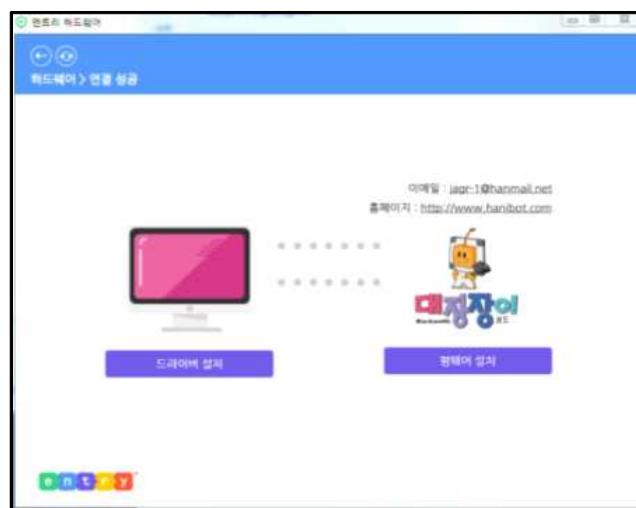 엔트리 하드웨어
하드웨어 > 연결 성공
이메일 : jagr-1@hanmail.net
홈페이지 : http://www.hanibot.com
대장장이
보드
드라이버 설치
펌웨어 설치
entry